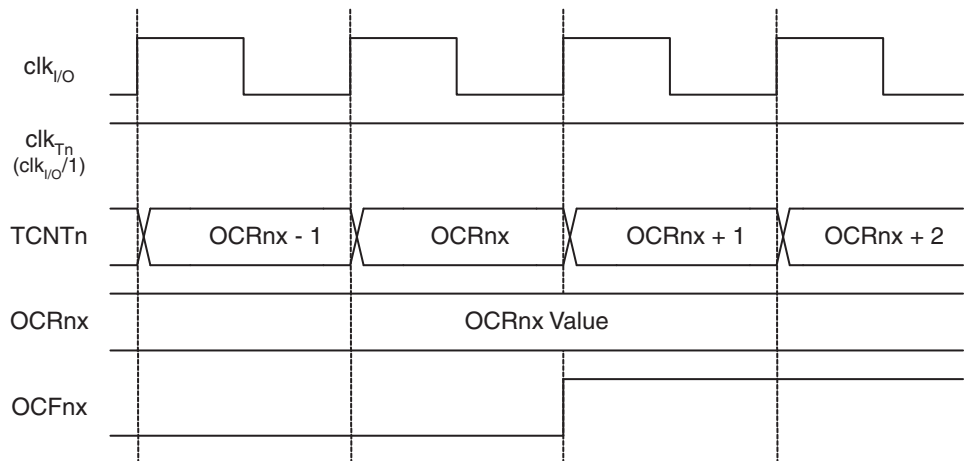 clkI/O
clkTn
(clkI/O/1)
TCNTn
OCRnx - 1
OCRnx
OCRnx + 1
OCRnx + 2
OCRnx
OCRnx Value
OCFnx